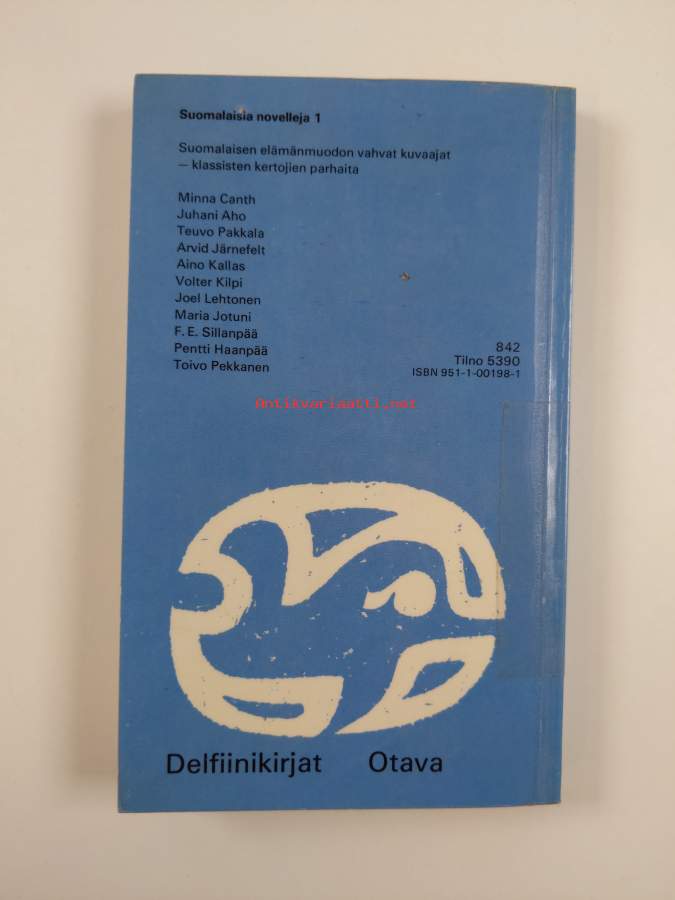 Suomalaisia novelleja 1
Suomalaisen elämänmuodon vahvat kuvaajat
— klassisten kertojien parhaita
Minna Canth
Juhani Aho
Teuvo Pakkala
Arvid Järnefelt
Aino Kallas
Volter Kilpi
Joel Lehtonen
Maria Jotuni
F. E. Sillanpää
Pentti Haanpää
Toivo Pekkanen
842
Tilno 5390
ISBN 951-1-00198-1
Antikvariaatti.net
Delfiinikirjat Otava